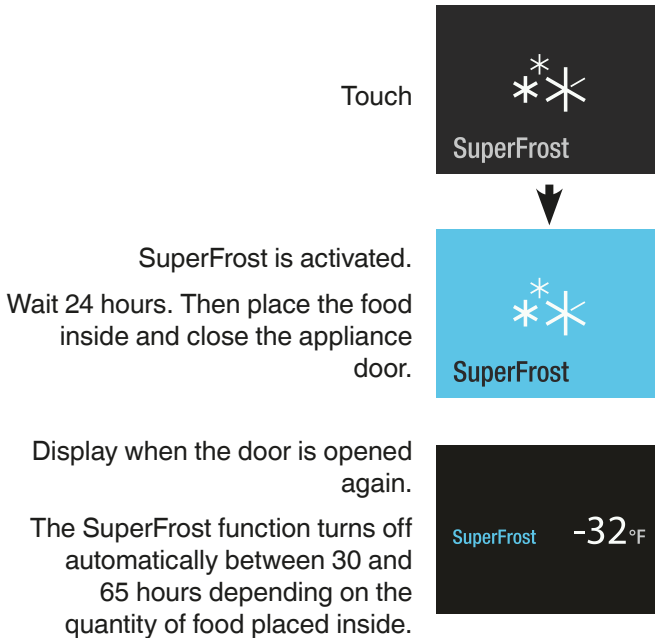 Touch
SuperFrost
SuperFrost is activated.
Wait 24 hours. Then place the food
inside and close the appliance
door.
SuperFrost
Display when the door is opened
again.
The SuperFrost function turns off
automatically between 30 and
65 hours depending on the
quantity of food placed inside.
SuperFrost -32°F